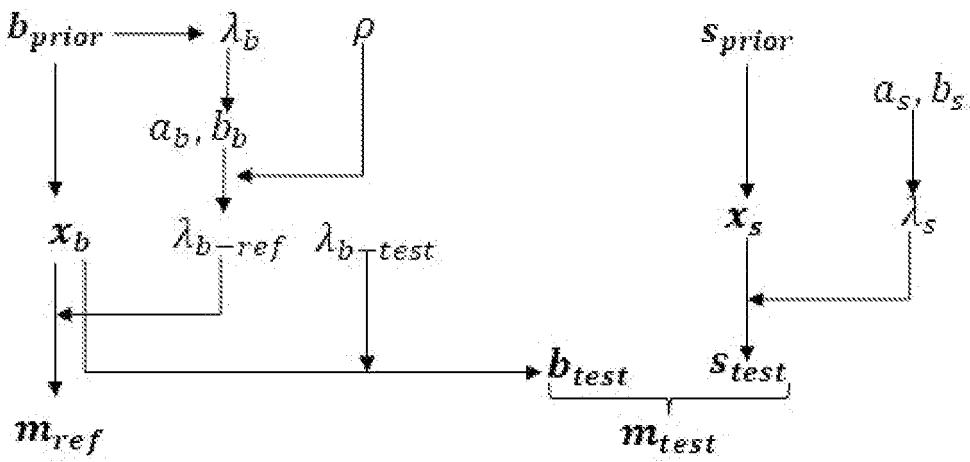 b_prior λ_b ρ s_prior
a_s, b_s
a_b, b_b
x_b λ_b-ref λ_b-test x_s λ_s
b_test s_test
m_ref m_test